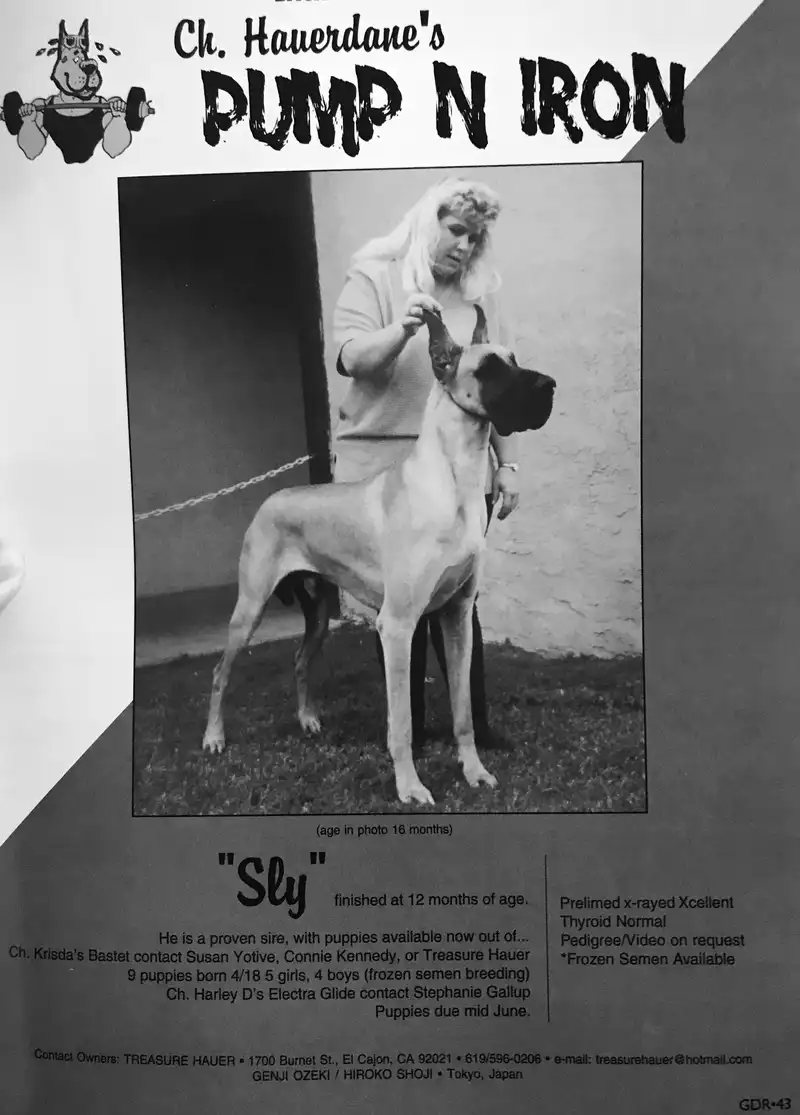 Ch. Hauerdane's
PUMP N IRON
(age in photo 16 months)
"Sly" finished at 12 months of age.
He is a proven sire, with puppies available now out of...
Ch. Krisda's Bastet contact Susan Yotive, Connie Kennedy, or Treasure Hauer
9 puppies born 4/18 5 girls, 4 boys (frozen semen breeding)
Ch. Harley D's Electra Glide contact Stephanie Gallup
Puppies due mid June.
Prelimed x-rayed Xcellent
Thyroid Normal
Pedigree/Video on request
*Frozen Semen Available
Contact Owners: TREASURE HAUER • 1700 Burnet St., El Cajon, CA 92021 • 619/596-0206 • e-mail: treasurehauer@hotmail.com
GENJI OZEKI / HIROKO SHOJI • Tokyo, Japan
GDR•43